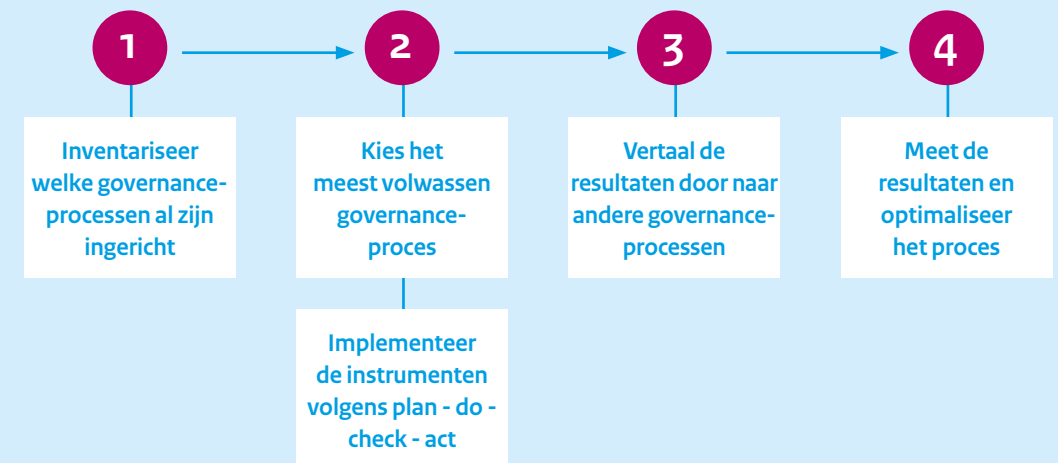 1
Inventariseer
welke governance-
processen al zijn
ingericht
2
Kies het
meest volwassen
governance-
proces
Implementeer
de instrumenten
volgens plan - do -
check - act
3
Vertaal de
resultaten door naar
andere governance-
processen
4
Meet de
resultaten en
optimaliseer
het proces